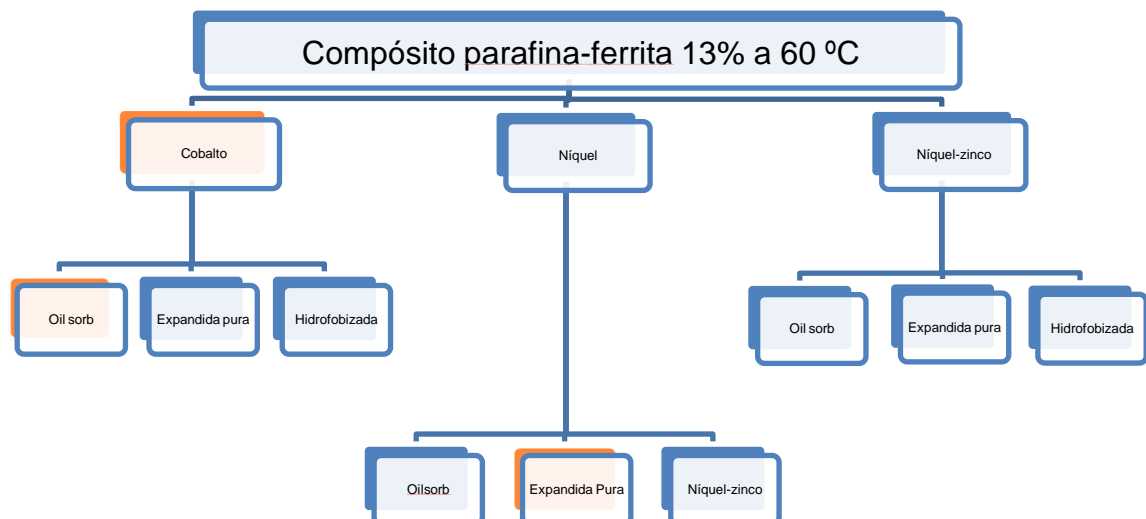 Compósito parafina-ferrita 13% a 60 ºC
Cobalto
Níquel
Níquel-zinco
Oil sorb
Expandida pura
Hidrofobizada
Oil sorb
Expandida pura
Hidrofobizada
Oilsorb
Expandida Pura
Níquel-zinco